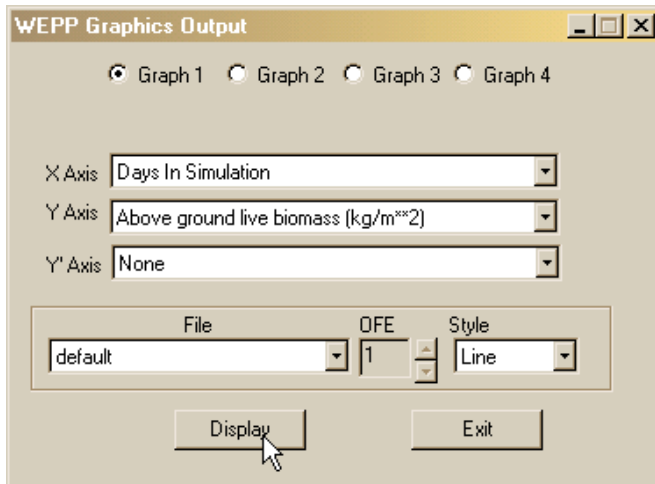 WEPP Graphics Output
Graph 1 Graph 2 Graph 3 Graph 4
X Axis Days In Simulation
Y Axis Above ground live biomass (kg/m**2)
Y' Axis None
File OFE Style
default 1 Line
Display Exit